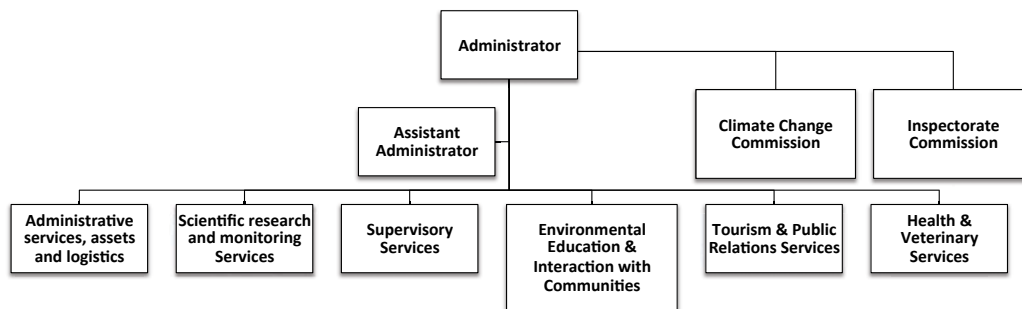 Administrator
Climate Change
Commission
Inspectorate
Commission
Assistant
Administrator
Administrative
services, assets
and logistics
Scientific research
and monitoring
Services
Supervisory
Services
Environmental
Education &
Interaction with
Communities
Tourism & Public
Relations Services
Health &
Veterinary
Services